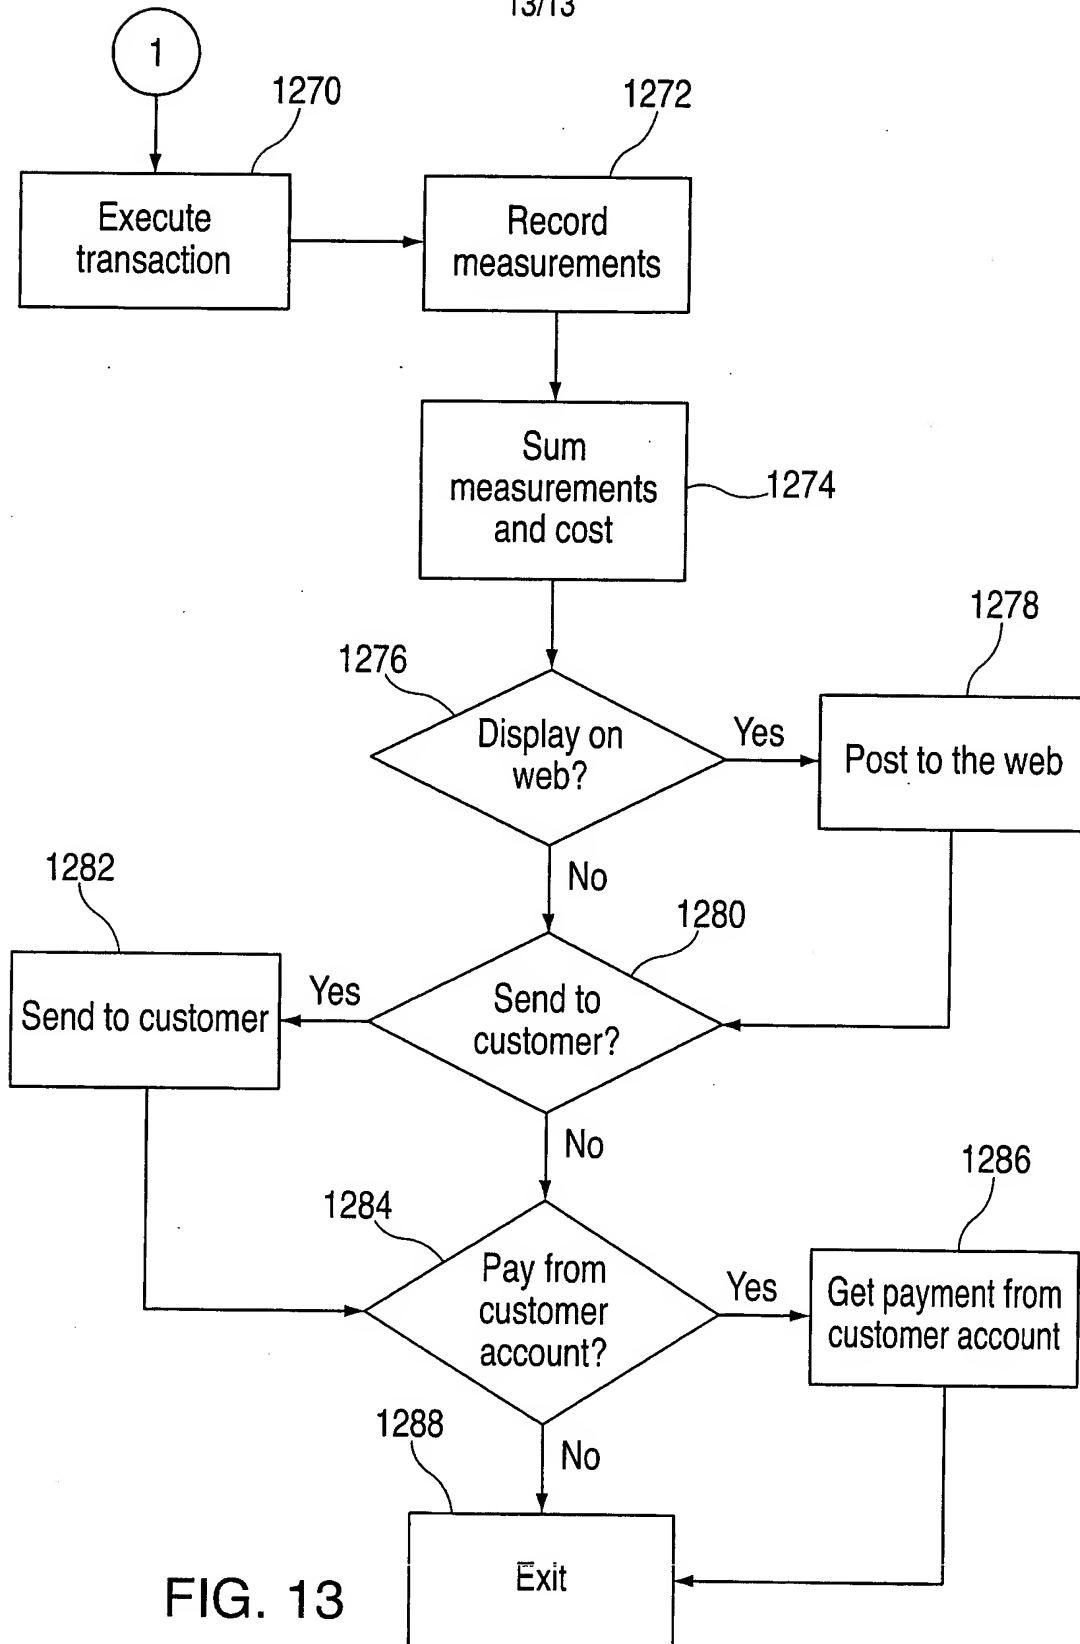 13/13
1
1270
1272
Execute
transaction
Record
measurements
Sum
measurements
and cost
1274
1276
1278
Display on
web?
Yes
Post to the web
No
1282
1280
Send to customer
Yes
Send to
customer?
No
1284
1286
Pay from
customer
account?
Yes
Get payment from
customer account
1288
No
Exit
FIG. 13